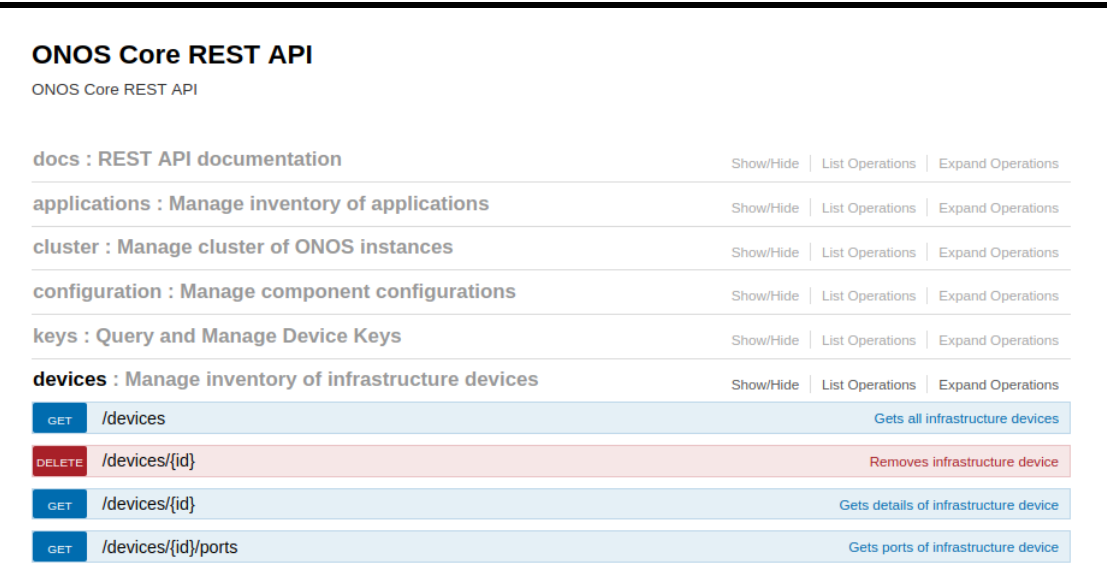 ONOS Core REST API
ONOS Core REST API
docs : REST API documentation Show/Hide List Operations Expand Operations
applications : Manage inventory of applications Show/Hide List Operations Expand Operations
cluster : Manage cluster of ONOS instances Show/Hide List Operations Expand Operations
configuration : Manage component configurations Show/Hide List Operations Expand Operations
keys : Query and Manage Device Keys Show/Hide List Operations Expand Operations
devices : Manage inventory of infrastructure devices Show/Hide List Operations Expand Operations
GET /devices Gets all infrastructure devices
DELETE /devices/{id} Removes infrastructure device
GET /devices/{id} Gets details of infrastructure device
GET /devices/{id}/ports Gets ports of infrastructure device